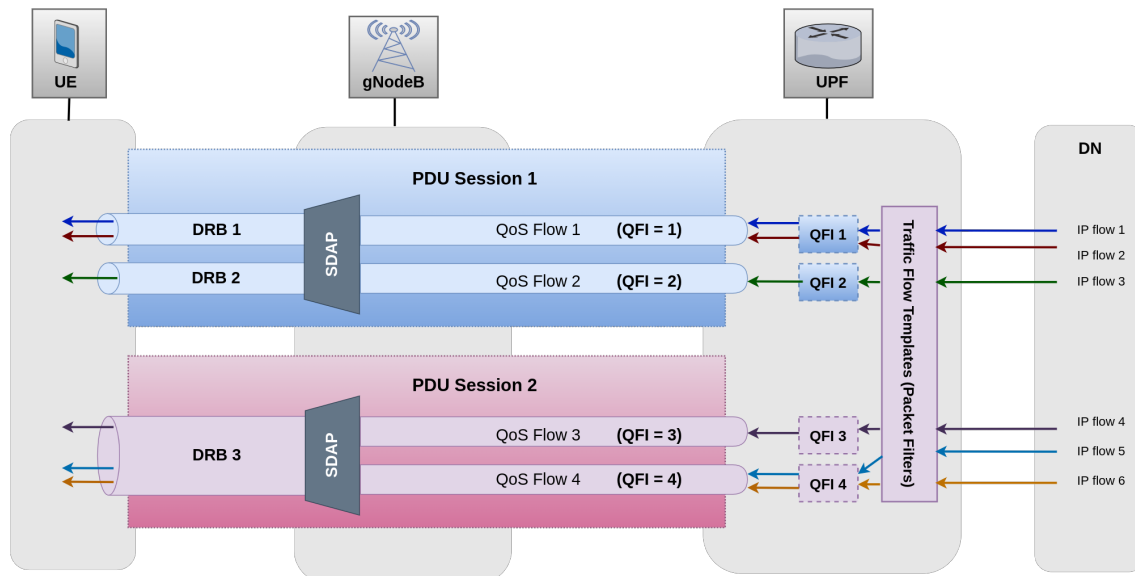 UE
gNodeB
UPF
DN
PDU Session 1
DRB 1
SDAP
QoS Flow 1 (QFI = 1)
QFI 1
DRB 2
QoS Flow 2 (QFI = 2)
QFI 2
Traffic Flow Templates (Packet Filters)
IP flow 1
IP flow 2
IP flow 3
PDU Session 2
DRB 3
SDAP
QoS Flow 3 (QFI = 3)
QFI 3
QoS Flow 4 (QFI = 4)
QFI 4
IP flow 4
IP flow 5
IP flow 6